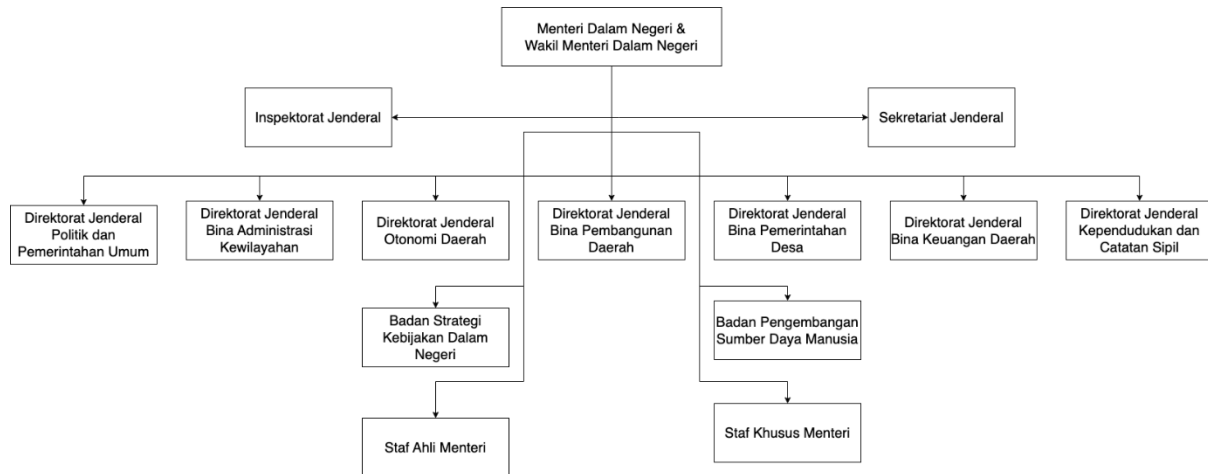 Menteri Dalam Negeri &
Wakil Menteri Dalam Negeri
Inspektorat Jenderal
Sekretariat Jenderal
Direktorat Jenderal
Politik dan
Pemerintahan Umum
Direktorat Jenderal
Bina Administrasi
Kewilayahan
Direktorat Jenderal
Otonomi Daerah
Direktorat Jenderal
Bina Pembangunan
Daerah
Direktorat Jenderal
Bina Pemerintahan
Desa
Direktorat Jenderal
Bina Keuangan Daerah
Direktorat Jenderal
Kependudukan dan
Catatan Sipil
Badan Strategi
Kebijakan Dalam
Negeri
Badan Pengembangan
Sumber Daya Manusia
Staf Ahli Menteri
Staf Khusus Menteri